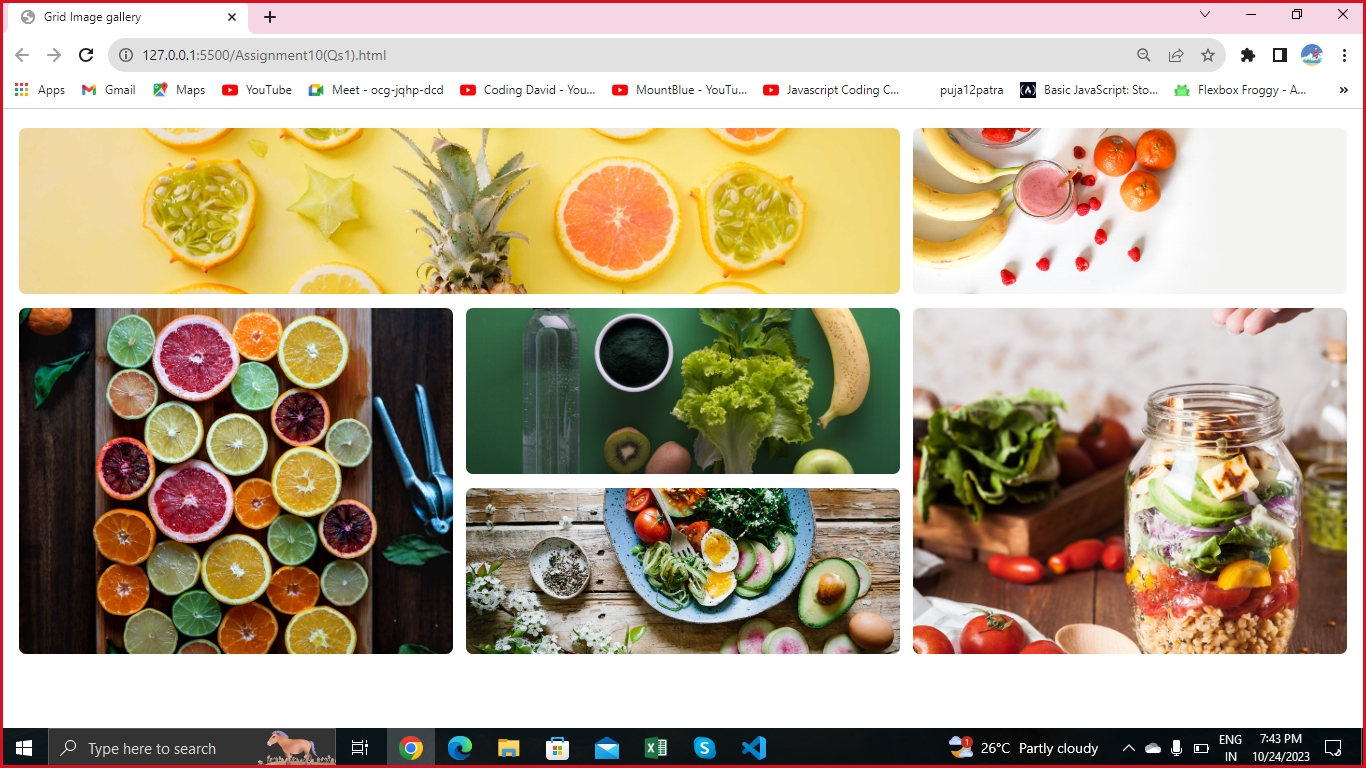 Grid Image gallery
127.0.0.1:5500/Assignment10(Qs1).html
Apps Gmail Maps YouTube Meet - ocg-jqhp-dcd Coding David - You... MountBlue - YouTu... Javascript Coding C... puja12patra Basic JavaScript: Sto... Flexbox Froggy - A... »
Type here to search
1
26°C Partly cloudy
ENG
IN
7:43 PM
10/24/2023